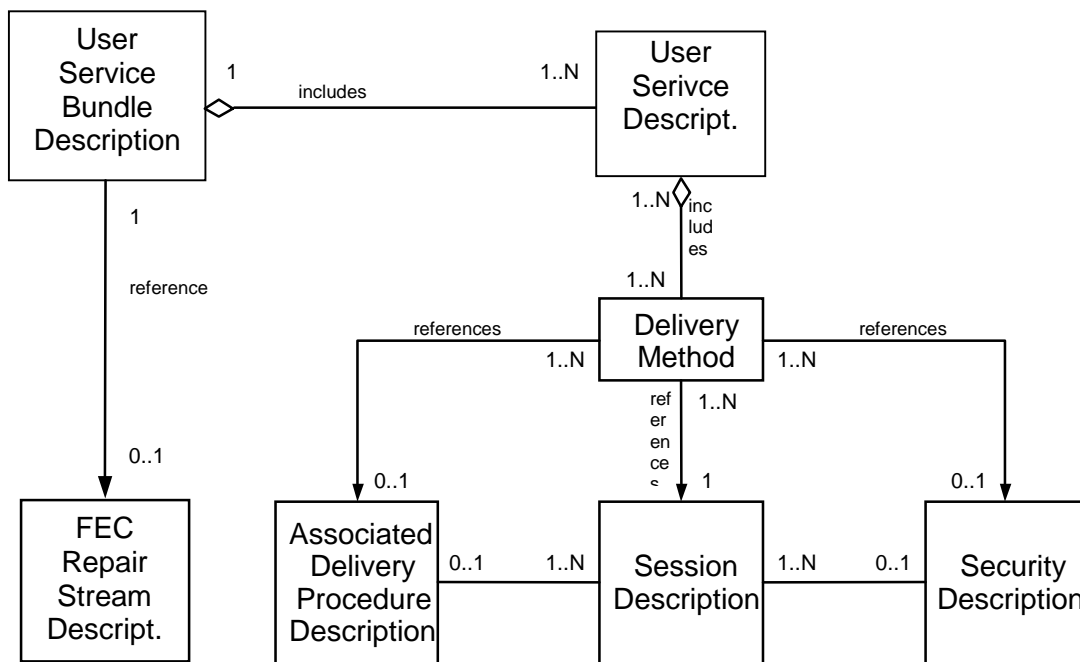 User
Service
Bundle
Description
1
includes
1..N
User
Serivce
Descript.
1..N
inc
lud
es
1..N
1
reference
0..1
Delivery
Method
references
1..N
references
1..N
ref
er
en
ce
s
1..N
0..1
1
0..1
FEC
Repair
Stream
Descript.
Associated
Delivery
Procedure
Description
0..1
1..N
Session
Description
1..N
0..1
Security
Description